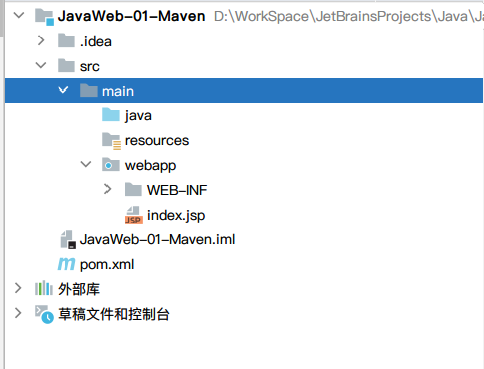 JavaWeb-01-Maven D:\WorkSpace\JetBrainsProjects\Java\Ja
.idea
src
main
java
resources
webapp
WEB-INF
index.jsp
JavaWeb-01-Maven.iml
pom.xml
外部库
草稿文件和控制台